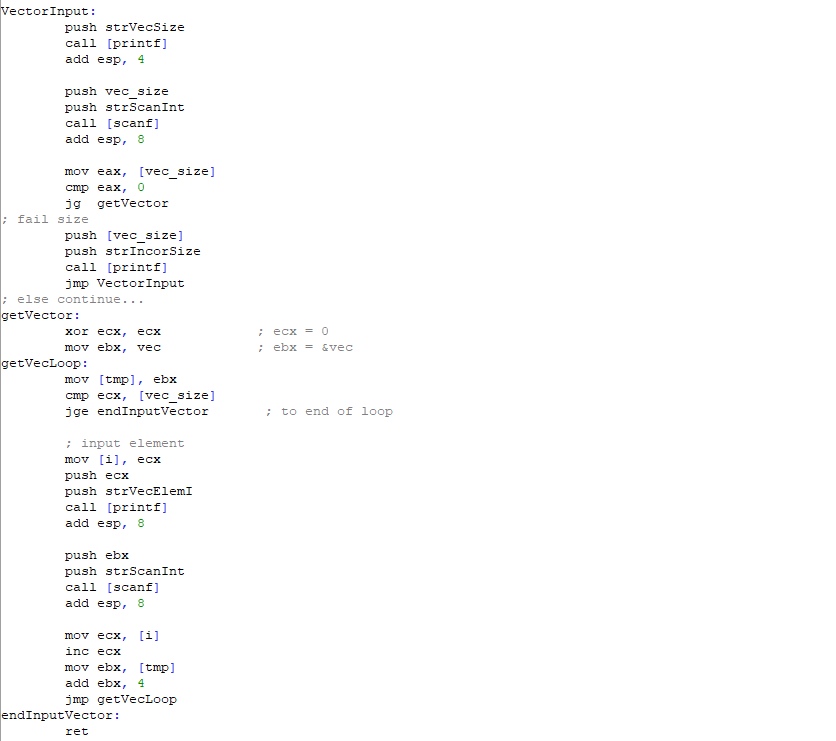 VectorInput:
push strVecSize
call [printf]
add esp, 4
push vec_size
push strScanInt
call [scanf]
add esp, 8
mov eax, [vec_size]
cmp eax, 0
jg  getVector
; fail size
push [vec_size]
push strIncorSize
call [printf]
jmp VectorInput
; else continue...
getVector:
xor ecx, ecx            ; ecx = 0
mov ebx, vec            ; ebx = &vec
getVecLoop:
mov [tmp], ebx
cmp ecx, [vec_size]
jge endInputVector       ; to end of loop
; input element
mov [i], ecx
push ecx
push strVecElemI
call [printf]
add esp, 8
push ebx
push strScanInt
call [scanf]
add esp, 8
mov ecx, [i]
inc ecx
mov ebx, [tmp]
add ebx, 4
jmp getVecLoop
endInputVector:
ret